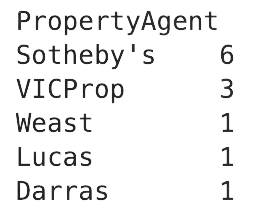 PropertyAgent
Sotheby's    6
VICProp      3
Weast        1
Lucas        1
Darras       1